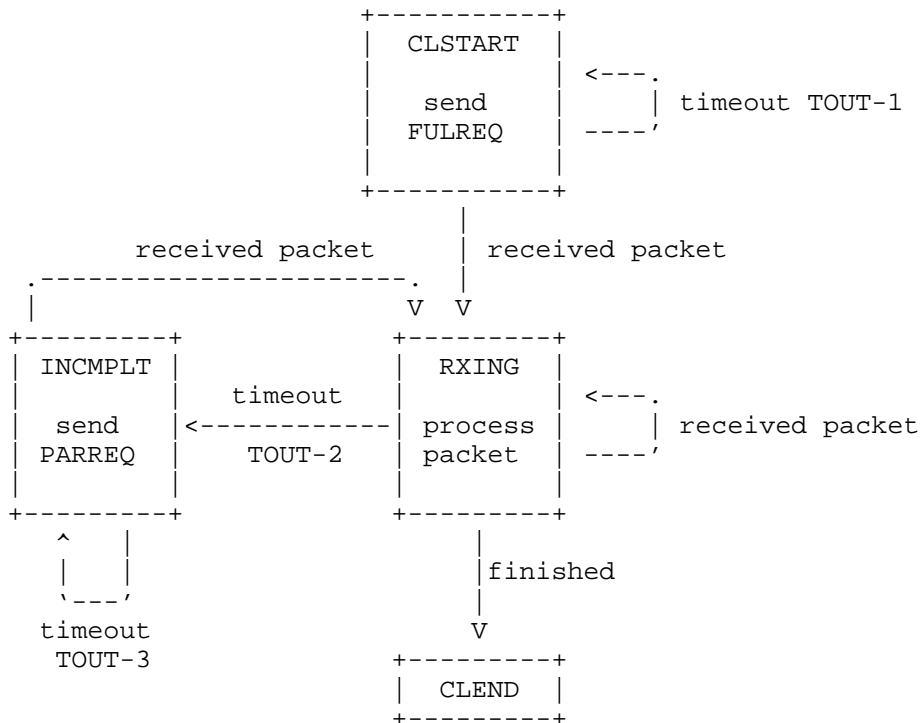 CLSTART
send
timeout TOUT-1
FULREQ
received packet
received packet
INCMPLT
RXING
timeout
send
process
received packet
PARREQ
TOUT-2
packet
finished
timeout
TOUT-3
CLEND